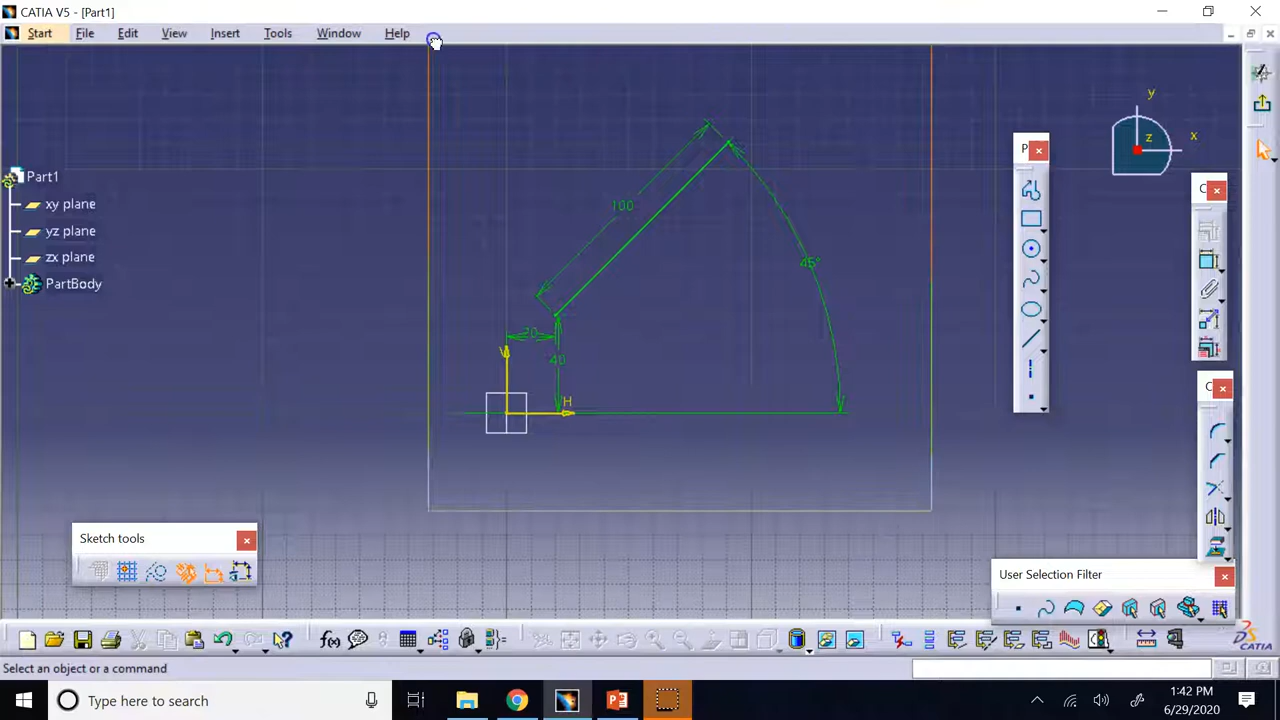 CATIA V5 - [Part1]
Start File Edit View Insert Tools Window Help
y
x
z
P
C
Part1
xy plane
yz plane
zx plane
PartBody
100
45°
20
40
V
H
C
Sketch tools
User Selection Filter
f(x)
CATIA
Select an object or a command
Type here to search
1:42 PM
6/29/2020